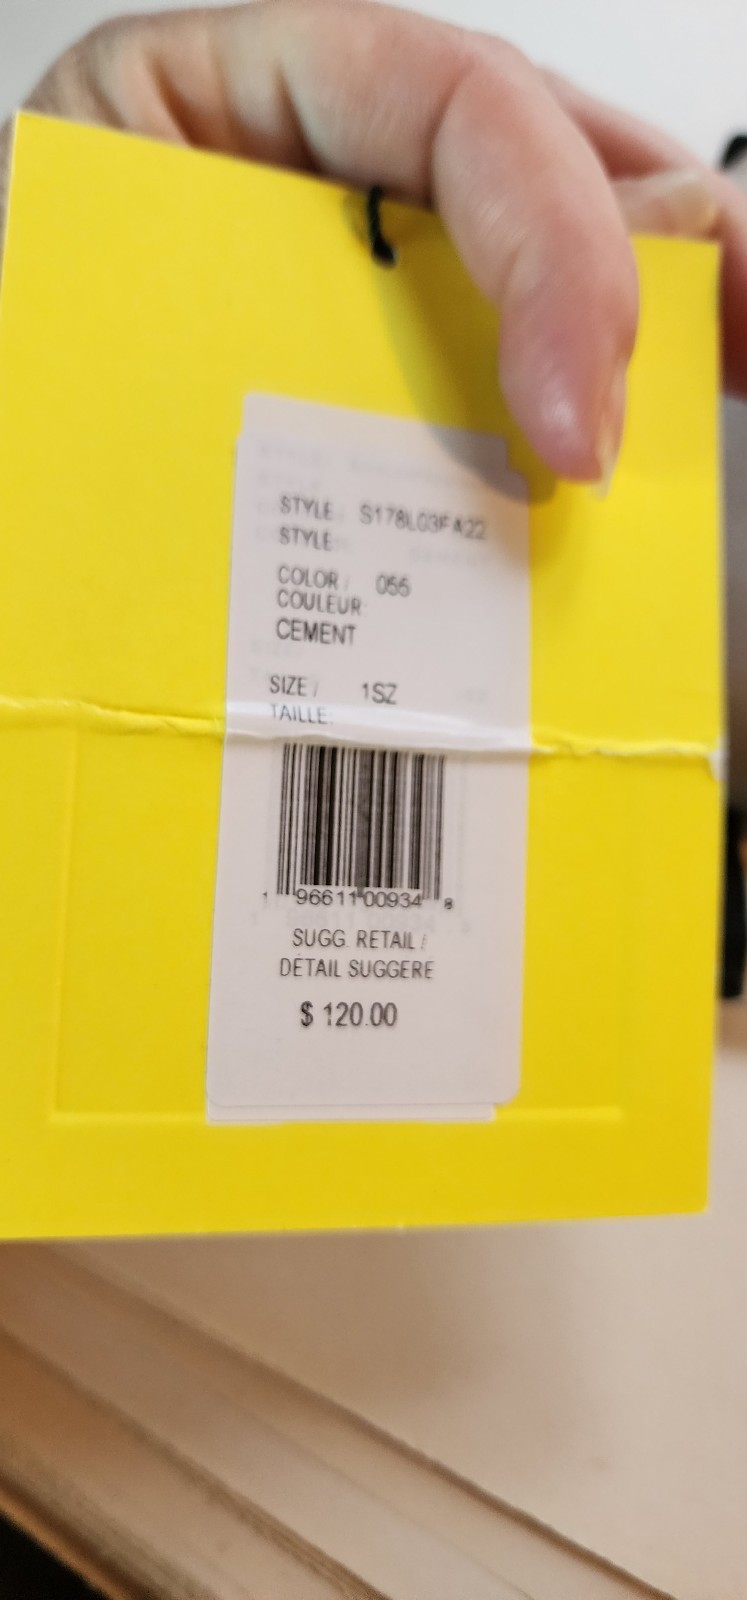 STYLE: S178L03FA22
STYLE:
COLOR / 055
COULEUR:
CEMENT
SIZE / 1SZ
TAILLE:
1 96611 00934 8
SUGG. RETAIL /
DÉTAIL SUGGERE
$ 120.00